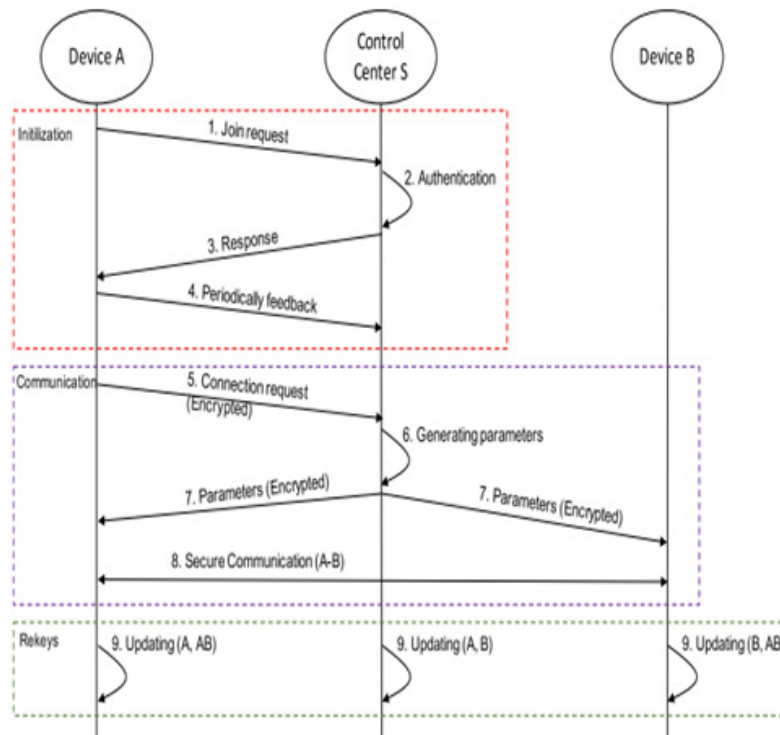 Device A
Control
Center S
Device B
Initilization
1. Join request
2. Authentication
3. Response
4. Periodically feedback
Communication
5. Connection request
(Encrypted)
6. Generating parameters
7. Parameters (Encrypted)
7. Parameters (Encrypted)
8. Secure Communication (A-B)
Rekeys
9. Updating (A, AB)
9. Updating (A, B)
9. Updating (B, AB